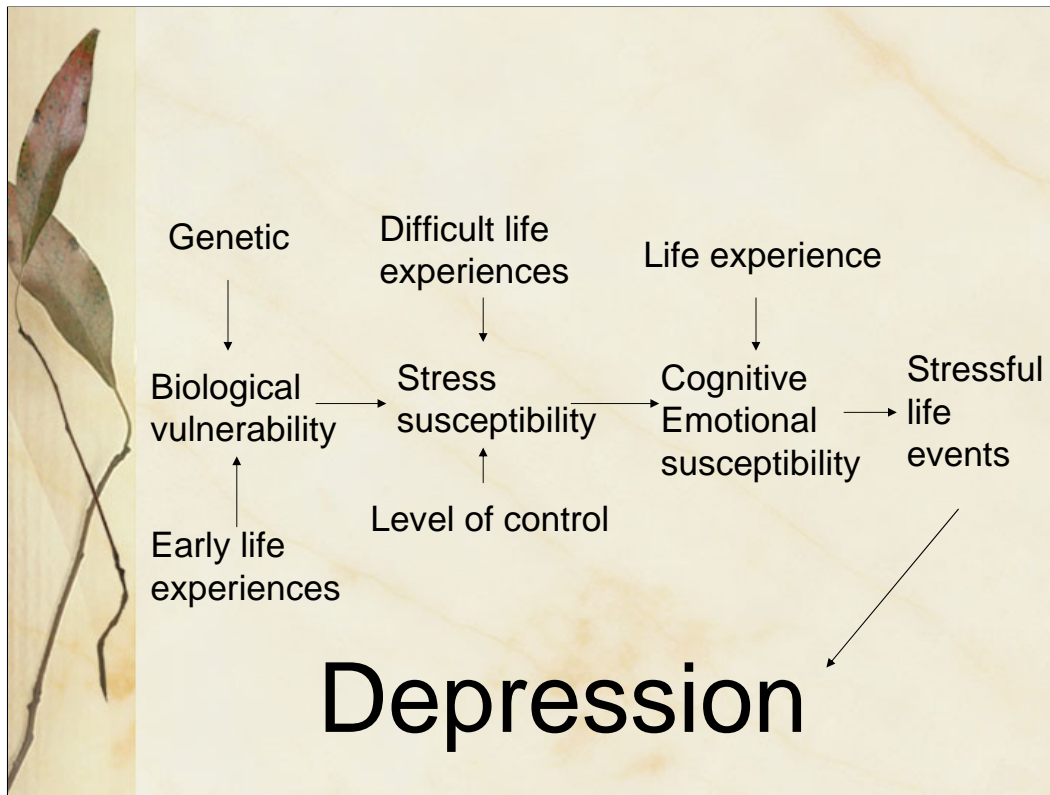 Genetic
Difficult life
experiences
Life experience
Biological
vulnerability
Stress
susceptibility
Cognitive
Emotional
susceptibility
Stressful
life
events
Level of control
Early life
experiences
Depression